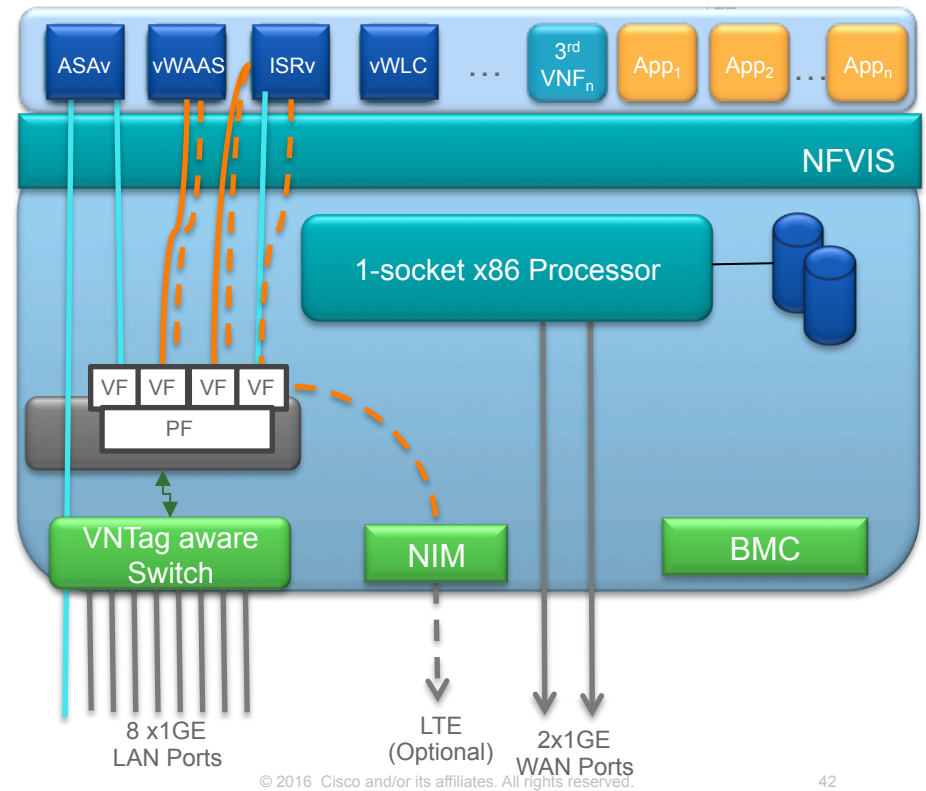 ASAv
vWAAS
ISRv
vWLC
...
3rd
VNFn
App1
App2
...
Appn
NFVIS
1-socket x86 Processor
VF
VF
VF
VF
PF
VNTag aware
Switch
NIM
BMC
8 x1GE
LAN Ports
LTE
(Optional)
2x1GE
WAN Ports
© 2016 Cisco and/or its affiliates. All rights reserved.
42